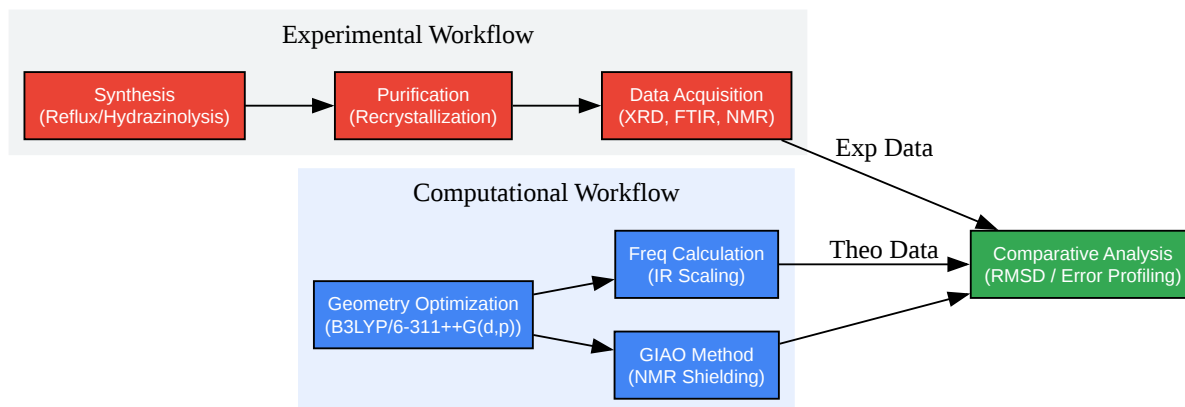 Experimental Workflow
Synthesis
(Reflux/Hydrazinolysis)
Purification
(Recrystallization)
Data Acquisition
(XRD, FTIR, NMR)
Exp Data
Computational Workflow
Geometry Optimization
(B3LYP/6-311++G(d,p))
Freq Calculation
(IR Scaling)
Theo Data
GIAO Method
(NMR Shielding)
Comparative Analysis
(RMSD / Error Profiling)